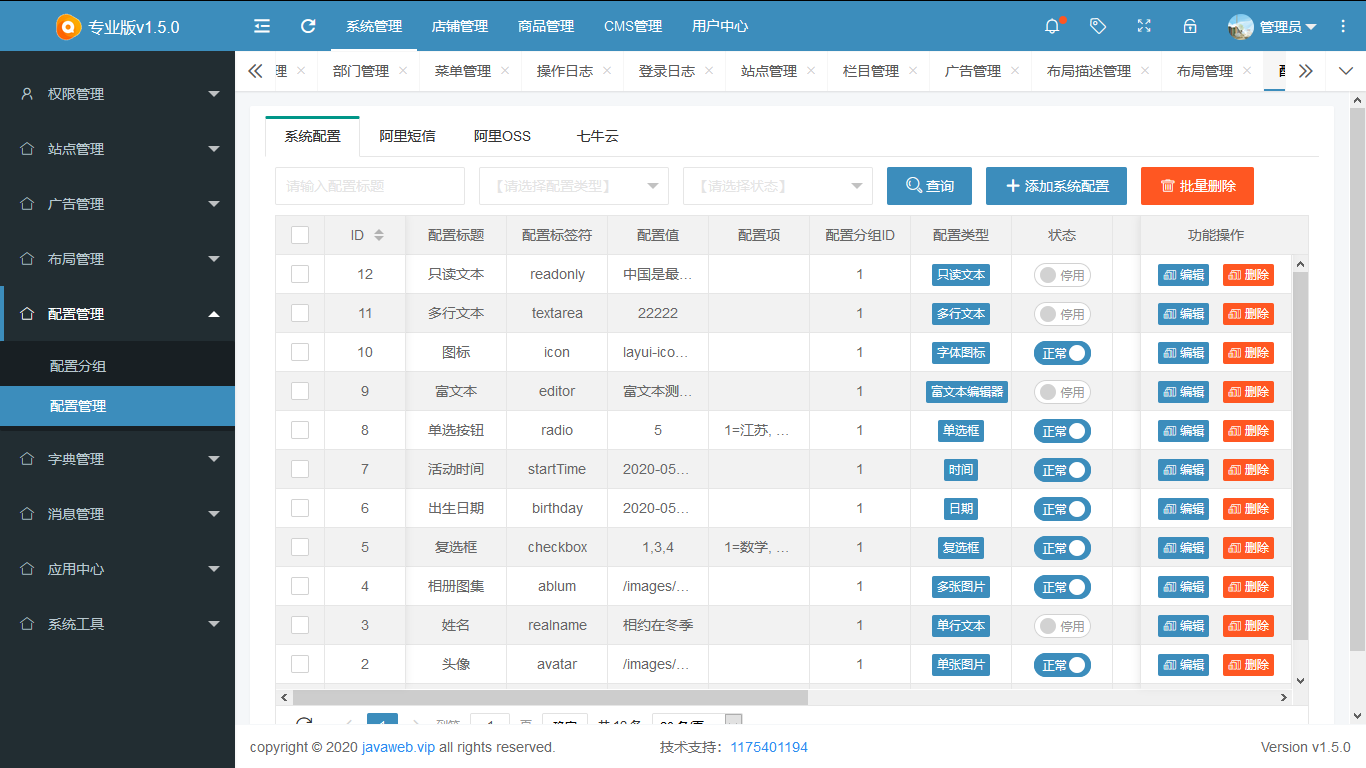 专业版v1.5.0
系统管理 店铺管理 商品管理 CMS管理 用户中心
管理员
理 部门管理 菜单管理 操作日志 登录日志 站点管理 栏目管理 广告管理 布局描述管理 布局管理
权限管理
站点管理
广告管理
布局管理
配置管理
配置分组
配置管理
字典管理
消息管理
应用中心
系统工具
系统配置 阿里短信 阿里OSS 七牛云
请输入配置标题 【请选择配置类型】 【请选择状态】 查询 添加系统配置 批量删除
ID 配置标题 配置标签符 配置值 配置项 配置分组ID 配置类型 状态 功能操作
12 只读文本 readonly 中国是最... 1 只读文本 停用 编辑 删除
11 多行文本 textarea 22222 1 多行文本 停用 编辑 删除
10 图标 icon layui-ico... 1 字体图标 正常 编辑 删除
9 富文本 editor 富文本测... 1 富文本编辑器 停用 编辑 删除
8 单选按钮 radio 5 1=江苏, ... 1 单选框 正常 编辑 删除
7 活动时间 startTime 2020-05... 1 时间 正常 编辑 删除
6 出生日期 birthday 2020-05... 1 日期 正常 编辑 删除
5 复选框 checkbox 1,3,4 1=数学, ... 1 复选框 正常 编辑 删除
4 相册图集 ablum /images/... 1 多张图片 正常 编辑 删除
3 姓名 realname 相约在冬季 1 单行文本 停用 编辑 删除
2 头像 avatar /images/... 1 单张图片 正常 编辑 删除
copyright © 2020 javaweb.vip all rights reserved. 技术支持：1175401194 Version v1.5.0